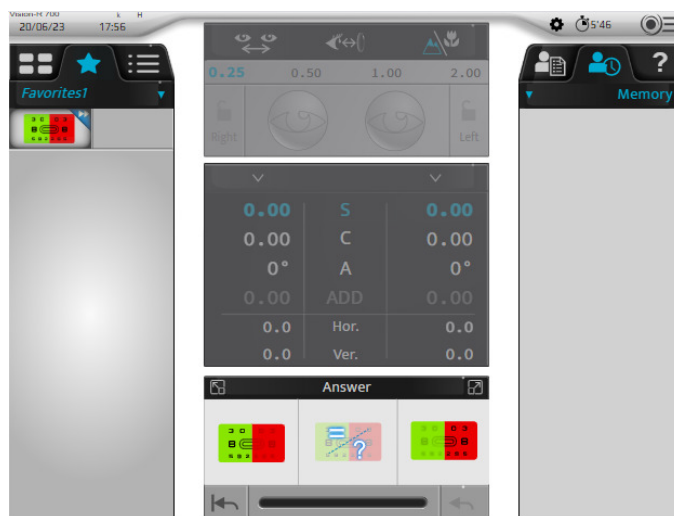 Vision-R 700
20/06/23 17:56
5'46
Favorites1
Memory
?
0.25 0.50 1.00 2.00
Right Left
0.00 S 0.00
0.00 C 0.00
0° A 0°
0.00 ADD 0.00
0.0 Hor. 0.0
0.0 Ver. 0.0
Answer
?